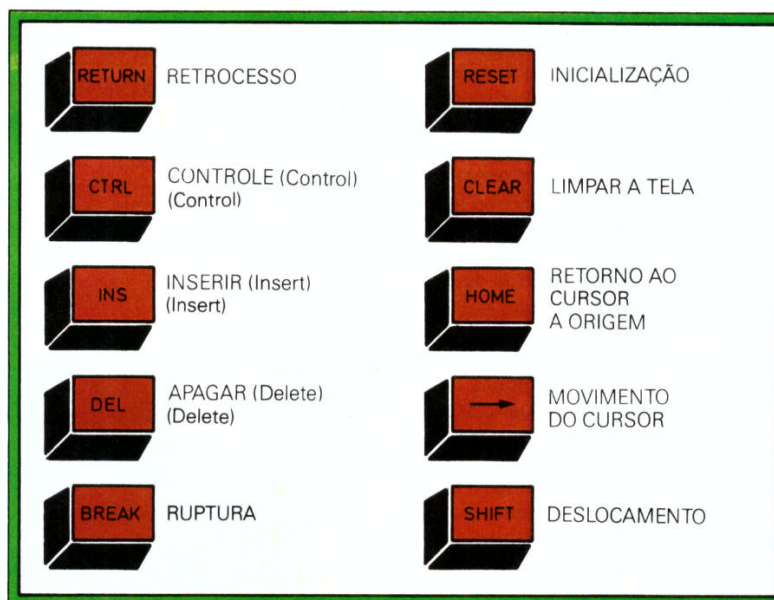 RETURN RETROCESSO
CTRL CONTROLE (Control)
(Control)
INS INSERIR (Insert)
(Insert)
DEL APAGAR (Delete)
(Delete)
BREAK RUPTURA
RESET INICIALIZAÇÃO
CLEAR LIMPAR A TELA
HOME RETORNO AO
CURSOR
A ORIGEM
MOVIMENTO
DO CURSOR
SHIFT DESLOCAMENTO